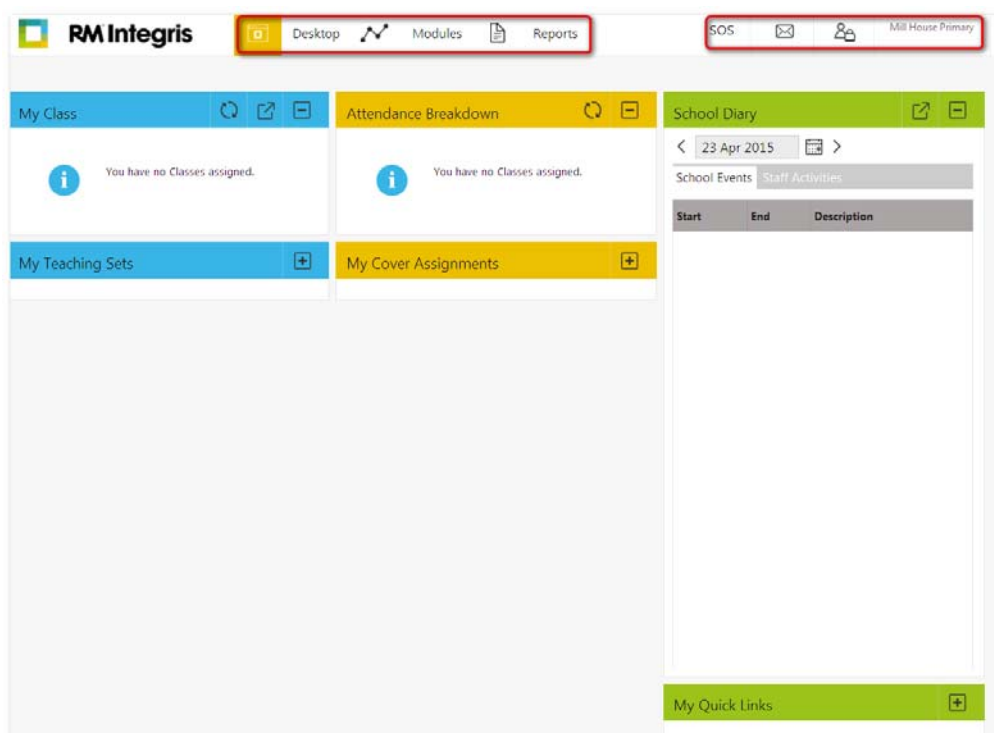 RM Integris
Desktop
Modules
Reports
SOS
Mill House Primary
My Class
You have no Classes assigned.
My Teaching Sets
Attendance Breakdown
You have no Classes assigned.
My Cover Assignments
School Diary
23 Apr 2015
School Events Staff Activities
Start End Description
My Quick Links